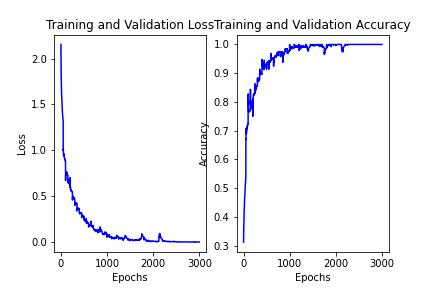 Training and Validation Loss
2.0
1.5
1.0
0.5
0.0
Loss
0 1000 2000 3000
Epochs
Training and Validation Accuracy
1.0
0.9
0.8
0.7
0.6
0.5
0.4
0.3
Accuracy
0 1000 2000 3000
Epochs